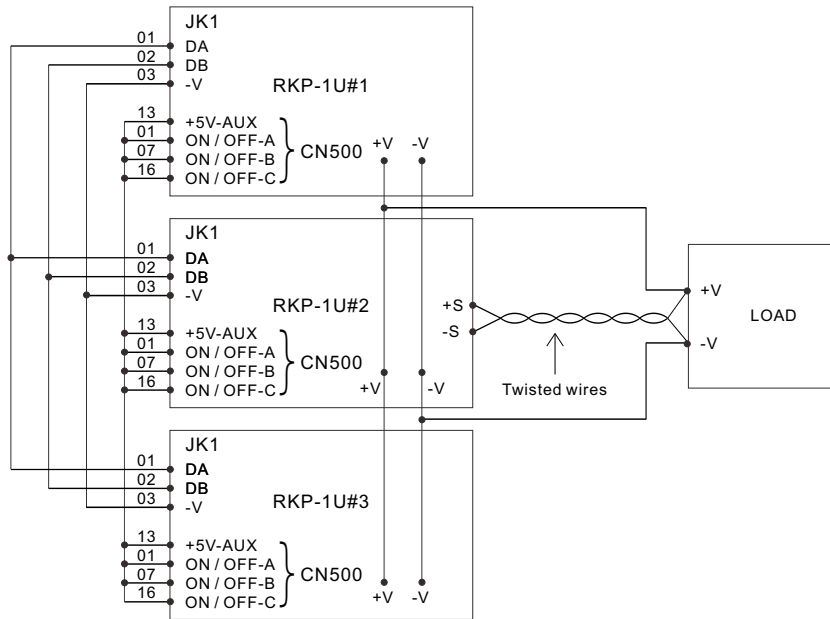 JK1
01 DA
02 DB
03 -V
RKP-1U#1
13 +5V-AUX
01 ON / OFF-A
07 ON / OFF-B
16 ON / OFF-C
CN500
+V -V
JK1
01 DA
02 DB
03 -V
RKP-1U#2
+S
-S
13 +5V-AUX
01 ON / OFF-A
07 ON / OFF-B
16 ON / OFF-C
CN500
+V -V
Twisted wires
+V
LOAD
-V
JK1
01 DA
02 DB
03 -V
RKP-1U#3
13 +5V-AUX
01 ON / OFF-A
07 ON / OFF-B
16 ON / OFF-C
CN500
+V -V